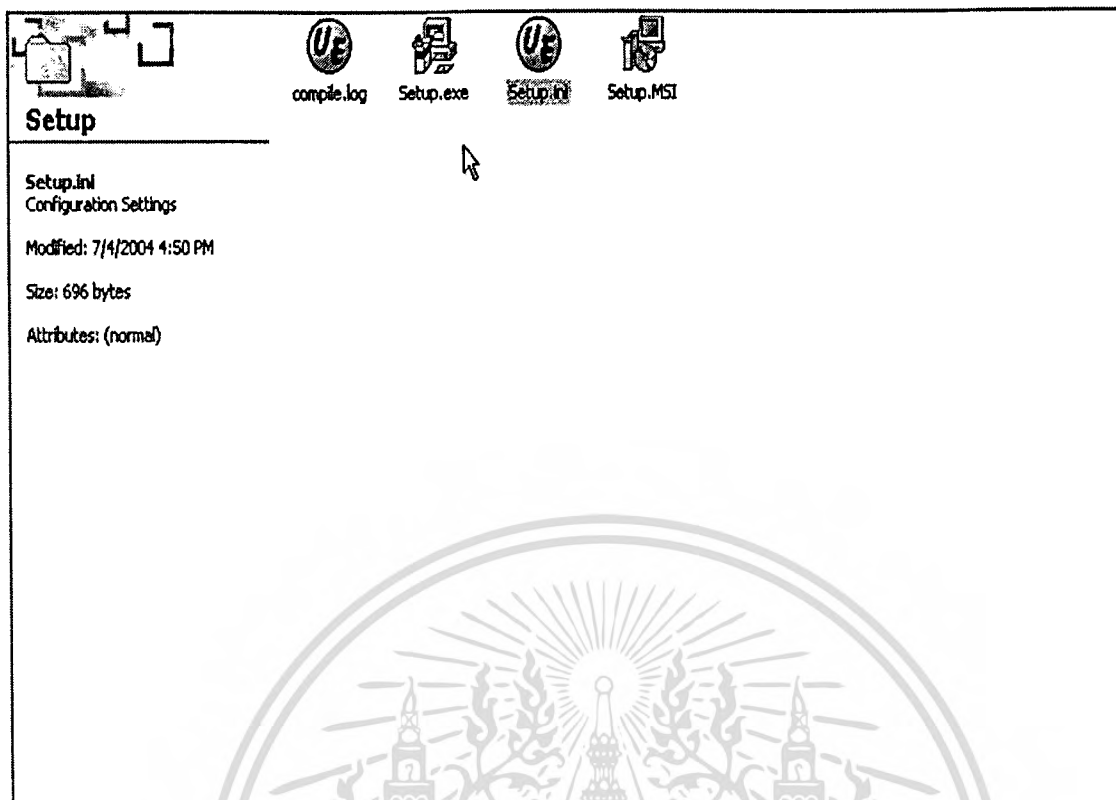 compile.log
Setup.exe
Setup.ini
Setup.MSI
Setup
Setup.ini
Configuration Settings
Modified: 7/4/2004 4:50 PM
Size: 696 bytes
Attributes: (normal)